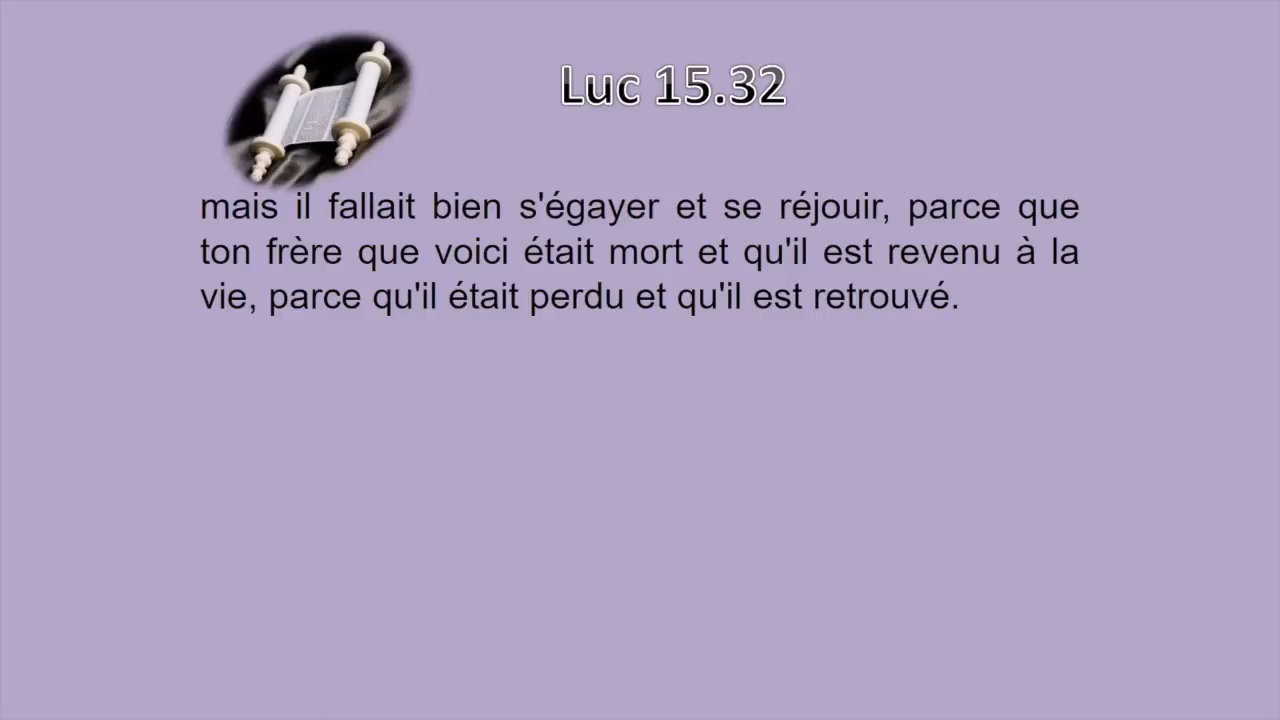 Luc 15.32
mais il fallait bien s'égayer et se réjouir, parce que
ton frère que voici était mort et qu'il est revenu à la
vie, parce qu'il était perdu et qu'il est retrouvé.